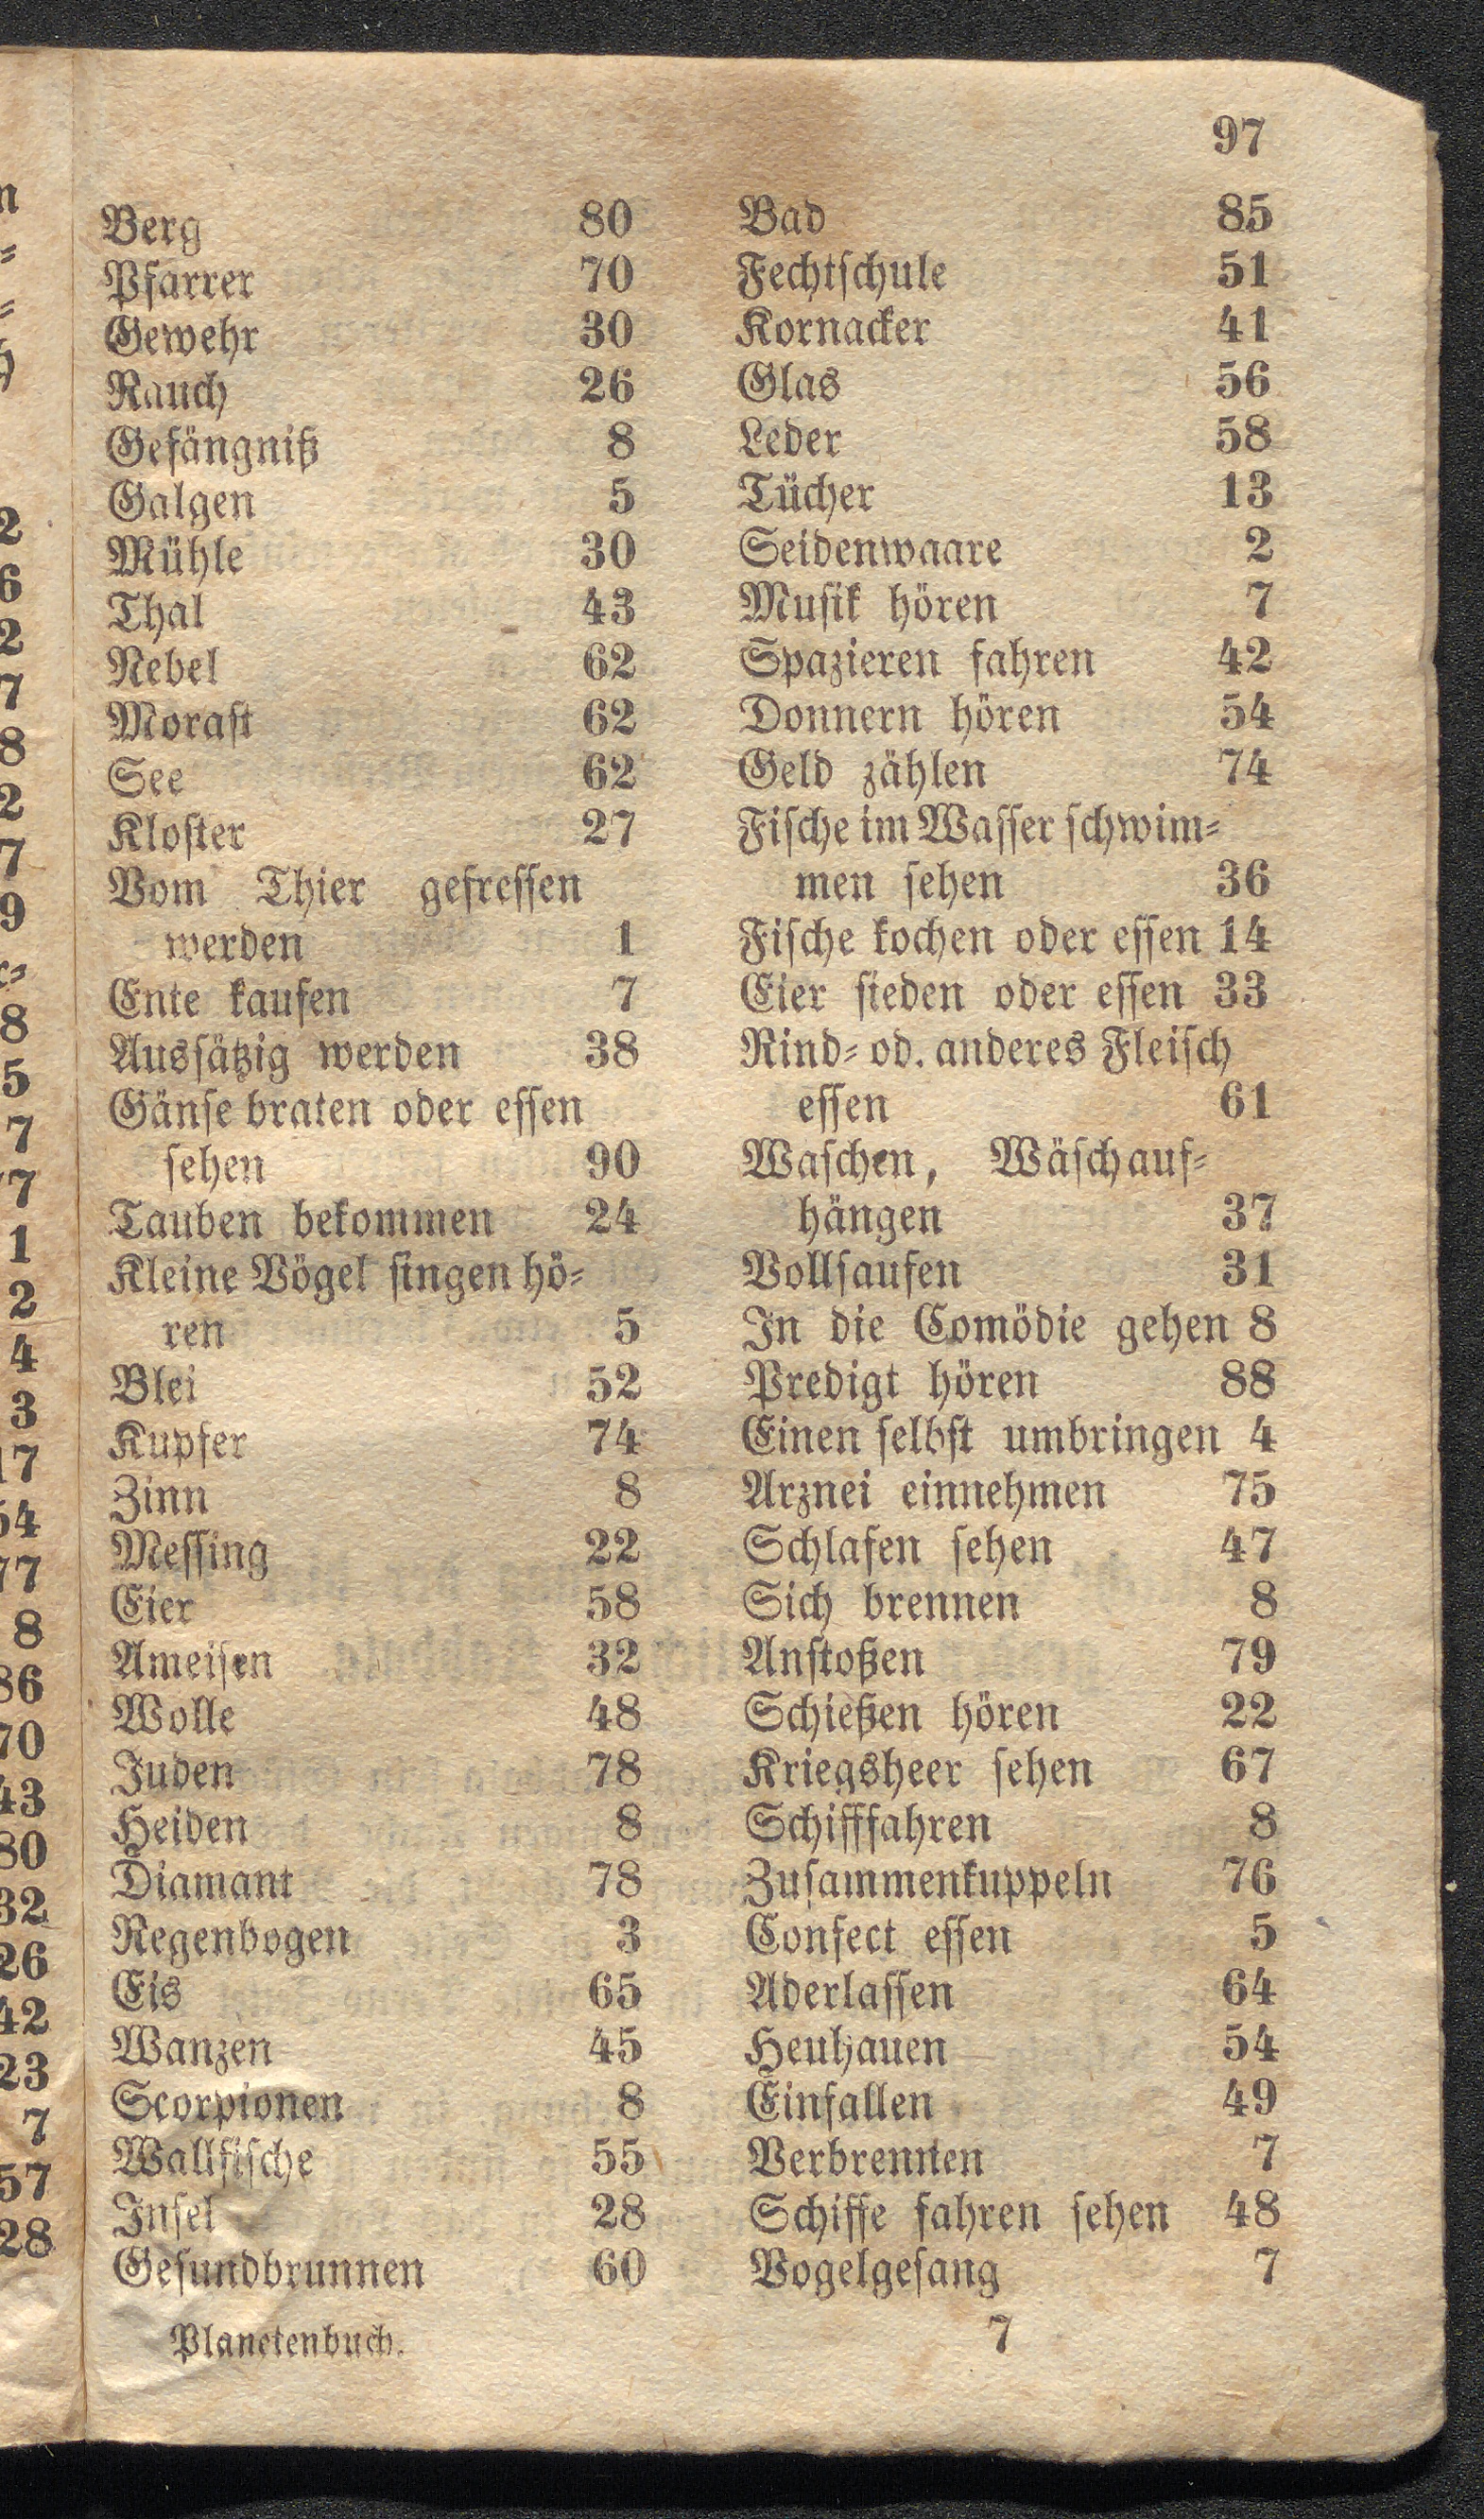 97
Berg 80
Pfarrer 70
Gewehr 30
Rauch 26
Gefängniß 8
Galgen 5
Mühle 30
Thal 43
Nebel 62
Morast 62
See 62
Kloster 27
Vom Thier gefressen
werden 1
Ente kaufen 7
Aussätzig werden 38
Gänse braten oder essen
sehen 90
Tauben bekommen 24
Kleine Vögel singen hö-
ren 5
Blei 52
Kupfer 74
Zinn 8
Messing 22
Eier 58
Ameisen 32
Wolle 48
Juden 78
Heiden 8
Diamant 78
Regenbogen 3
Eis 65
Wanzen 45
Scorpionen 8
Wallfische 55
Insel 28
Gesundbrunnen 60
Bad 85
Fechtschule 51
Kornacker 41
Glas 56
Leder 58
Tücher 13
Seidenwaare 2
Musik hören 7
Spazieren fahren 42
Donnern hören 54
Geld zählen 74
Fische im Wasser schwim-
men sehen 36
Fische kochen oder essen 14
Eier sieden oder essen 33
Rind- od. anderes Fleisch
essen 61
Waschen, Wäsch auf-
hängen 37
Vollsaufen 31
In die Comödie gehen 8
Predigt hören 88
Einen selbst umbringen 4
Arznei einnehmen 75
Schlafen sehen 47
Sich brennen 8
Anstoßen 79
Schießen hören 22
Kriegsheer sehen 67
Schifffahren 8
Zusammenkuppeln 76
Confect essen 5
Aderlassen 64
Heuhauen 54
Einfallen 49
Verbrennten 7
Schiffe fahren sehen 48
Vogelgesang 7
Planetenbuch. 7